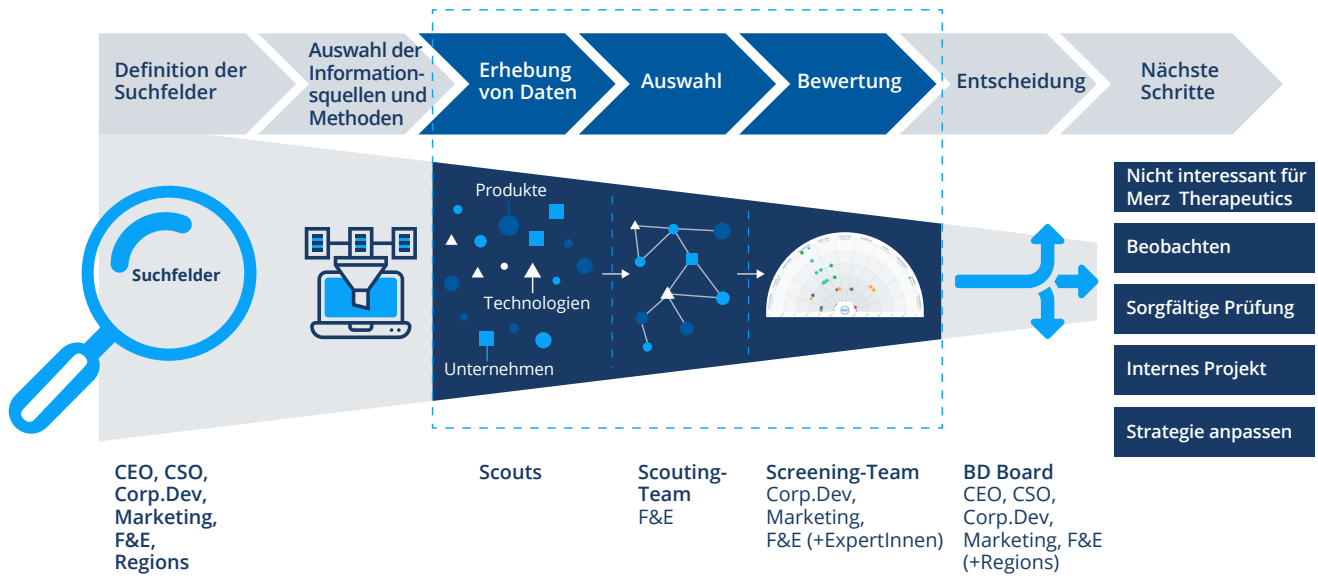 Definition der
Suchfelder
Auswahl der
Information-
squellen und
Methoden
Erhebung
von Daten
Auswahl
Bewertung
Entscheidung
Nächste
Schritte
Suchfelder
Produkte
Technologien
Unternehmen
Nicht interessant für
Merz Therapeutics
Beobachten
Sorgfältige Prüfung
Internes Projekt
Strategie anpassen
CEO, CSO,
Corp.Dev,
Marketing,
F&E,
Regions
Scouts
Scouting-
Team
F&E
Screening-Team
Corp.Dev,
Marketing,
F&E (+ExpertInnen)
BD Board
CEO, CSO,
Corp.Dev,
Marketing, F&E
(+Regions)